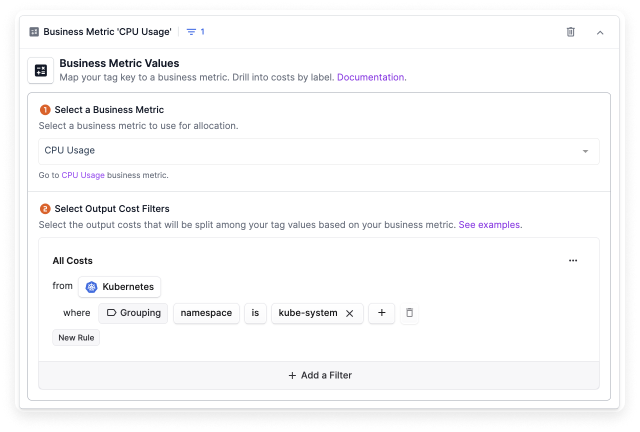 Business Metric 'CPU Usage' 1
Business Metric Values
Map your tag key to a business metric. Drill into costs by label. Documentation.
1 Select a Business Metric
Select a business metric to use for allocation.
CPU Usage
Go to CPU Usage business metric.
2 Select Output Cost Filters
Select the output costs that will be split among your tag values based on your business metric. See examples.
All Costs
from Kubernetes
where Grouping namespace is kube-system
New Rule
+ Add a Filter